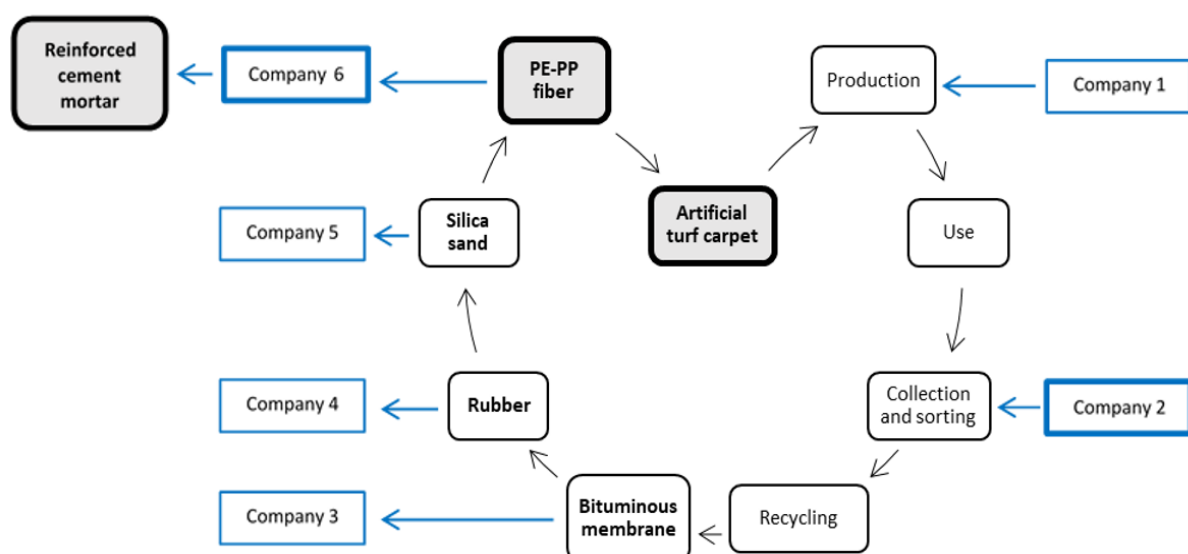 Reinforced
cement
mortar
Company 6
PE-PP
fiber
Production
Company 1
Company 5
Silica
sand
Artificial
turf carpet
Use
Company 4
Rubber
Collection
and sorting
Company 2
Company 3
Bituminous
membrane
Recycling